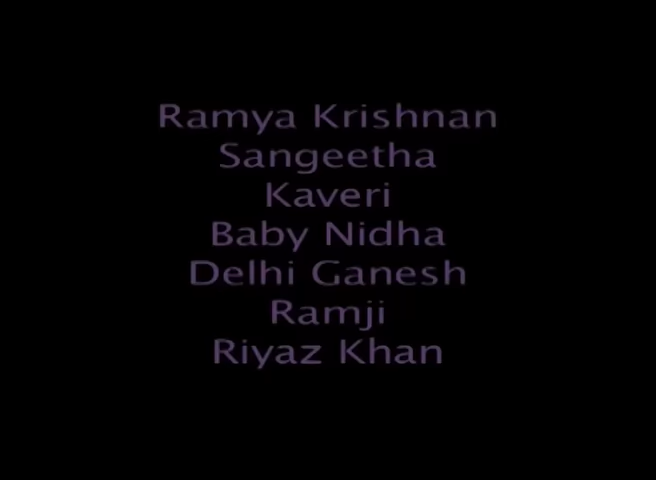 Ramya Krishnan
Sangeetha
Kaveri
Baby Nidha
Delhi Ganesh
Ramji
Riyaz Khan